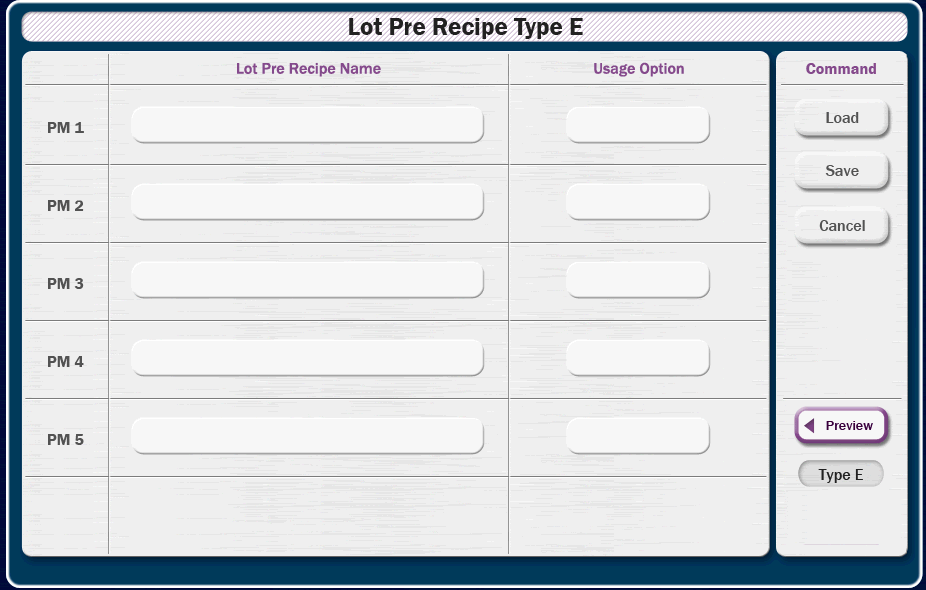 Lot Pre Recipe Type E
Lot Pre Recipe Name
Usage Option
Command
PM 1
PM 2
PM 3
PM 4
PM 5
Load
Save
Cancel
Preview
Type E